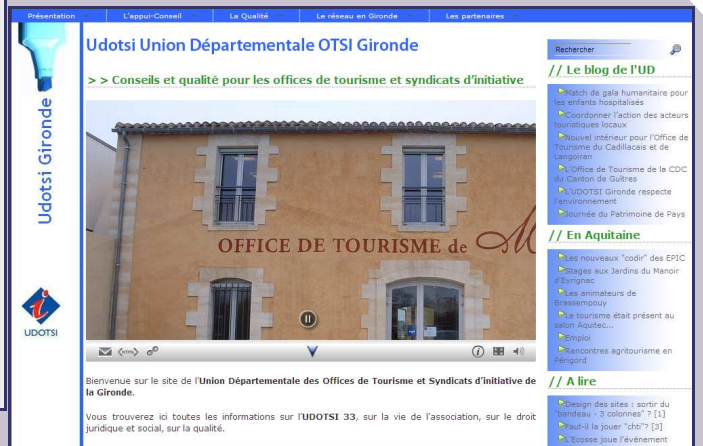 Présentation L'appui-Conseil La Qualité Le réseau en Gironde Les partenaires
Udotsi Gironde
UDOTSI
Udotsi Union Départementale OTSI Gironde
> > Conseils et qualité pour les offices de tourisme et syndicats d'initiative
OFFICE DE TOURISME de M
Bienvenue sur le site de l'Union Départementale des Offices de Tourisme et Syndicats d'initiative de
la Gironde.
Vous trouverez ici toutes les informations sur l'UDOTSI 33, sur la vie de l'association, sur le droit
juridique et social, sur la qualité.
Rechercher
// Le blog de l'UD
Match de gala humanitaire pour
les enfants hospitalisés
Coordonner l'action des acteurs
touristiques locaux
Nouvel intérieur pour l'Office de
Tourisme du Cadillacais et de
Langoiran
L'Office de Tourisme de la CDC
du Canton de Guîtres
L'UDOTSI Gironde respecte
l'environnement
Journée du Patrimoine de Pays
// En Aquitaine
Les nouveaux "codir" des EPIC
Stages aux Jardins du Manoir
d'Eyrignac
Les animateurs de
Brassempouy
Le tourisme était présent au
salon Aquitec...
Emploi
Rencontres agritourisme en
Périgord
// A lire
Design des sites : sortir du
"bandeau - 3 colonnes" ? [1]
Faut-il la jouer "chti"? [3]
L'Ecosse joue l'événement